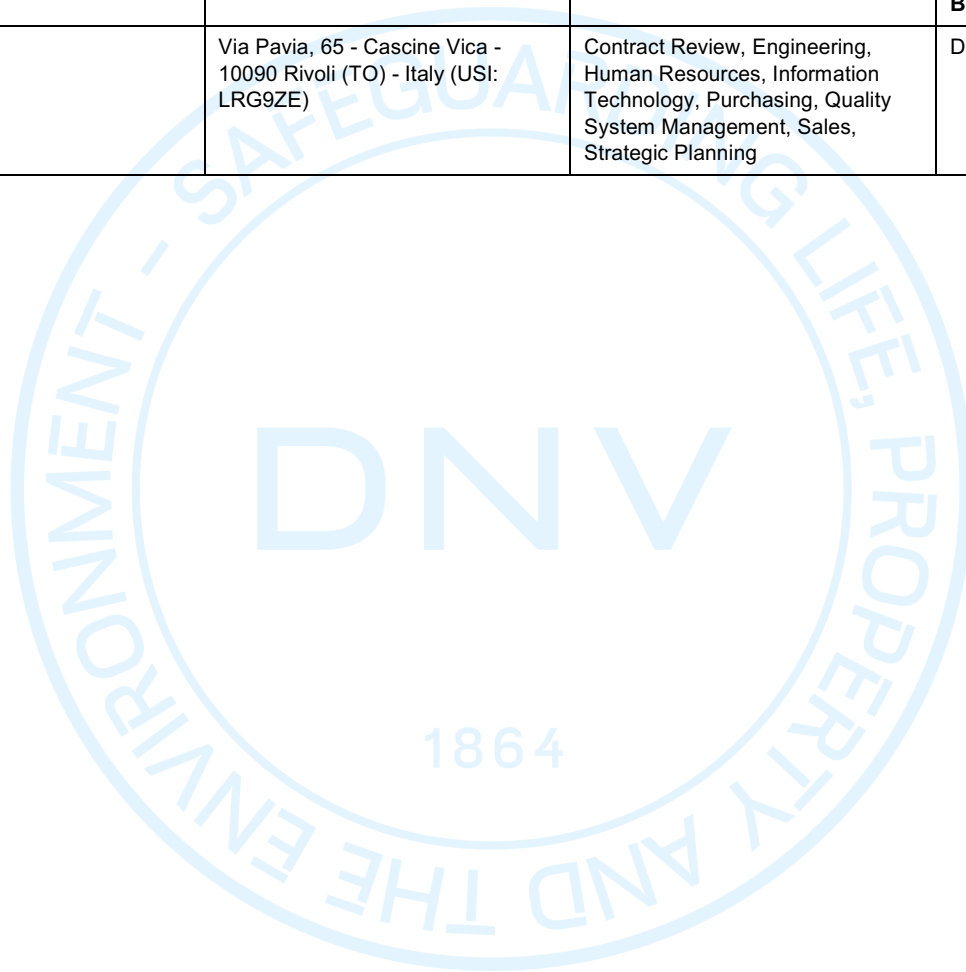 B
Via Pavia, 65 - Cascine Vica -
10090 Rivoli (TO) - Italy (USI:
LRG9ZE)
Contract Review, Engineering,
Human Resources, Information
Technology, Purchasing, Quality
System Management, Sales,
Strategic Planning
D
SAFEGUARDING LIFE, PROPERTY AND THE ENVIRONMENT -
DNV
1864